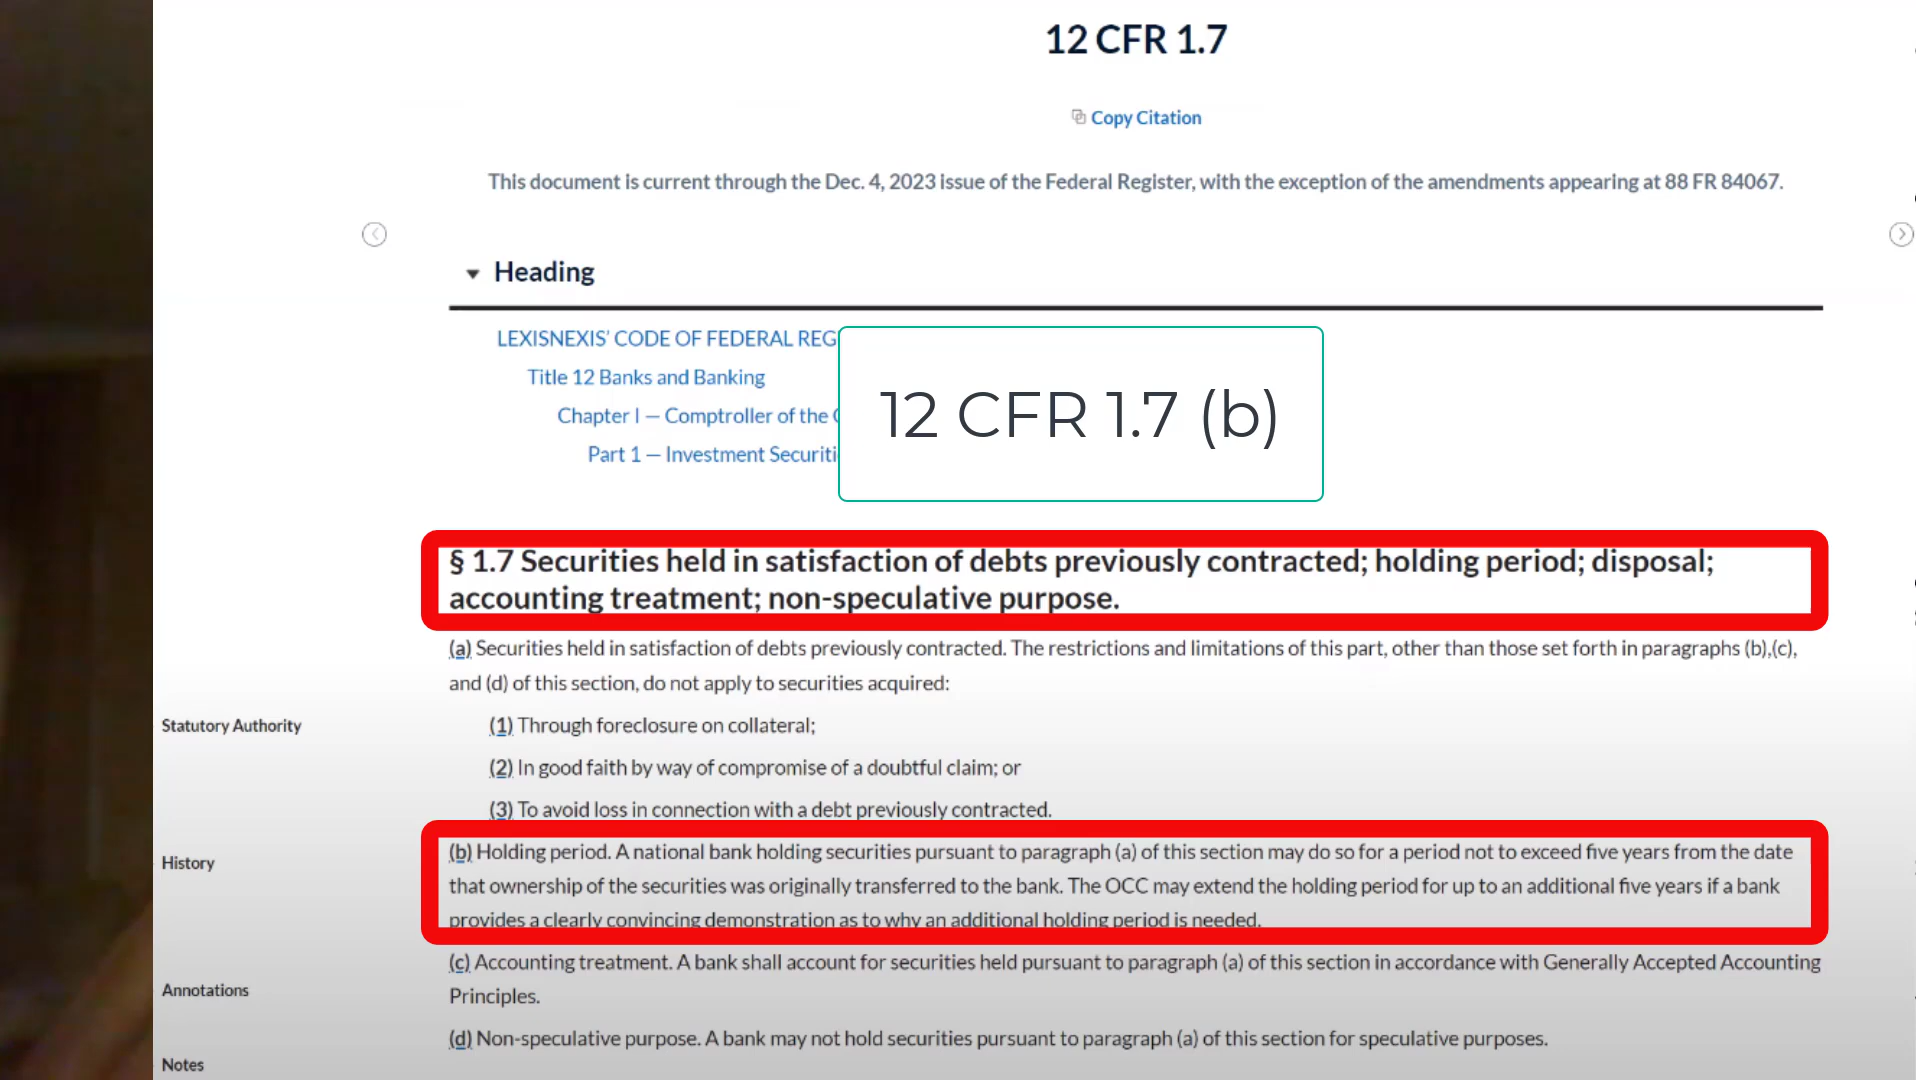 12 CFR 1.7
Copy Citation
This document is current through the Dec. 4, 2023 issue of the Federal Register, with the exception of the amendments appearing at 88 FR 84067.
Heading
LEXISNEXIS' CODE OF FEDERAL REG
Title 12 Banks and Banking
Chapter I — Comptroller of the
Part 1 — Investment
12 CFR 1.7 (b)
§ 1.7 Securities held in satisfaction of debts previously contracted; holding period; disposal;
accounting treatment; non-speculative purpose.
(a) Securities held in satisfaction of debts previously contracted. The restrictions and limitations of this part, other than those set forth in paragraphs (b),(c),
and (d) of this section, do not apply to securities acquired:
Statutory Authority
(1) Through foreclosure on collateral;
(2) In good faith by way of compromise of a doubtful claim; or
(3) To avoid loss in connection with a debt previously contracted.
History
(b) Holding period. A national bank holding securities pursuant to paragraph (a) of this section may do so for a period not to exceed five years from the date
that ownership of the securities was originally transferred to the bank. The OCC may extend the holding period for up to an additional five years if a bank
provides a clearly convincing demonstration as to why an additional holding period is needed.
(c) Accounting treatment. A bank shall account for securities held pursuant to paragraph (a) of this section in accordance with Generally Accepted Accounting
Principles.
Annotations
(d) Non-speculative purpose. A bank may not hold securities pursuant to paragraph (a) of this section for speculative purposes.
Notes